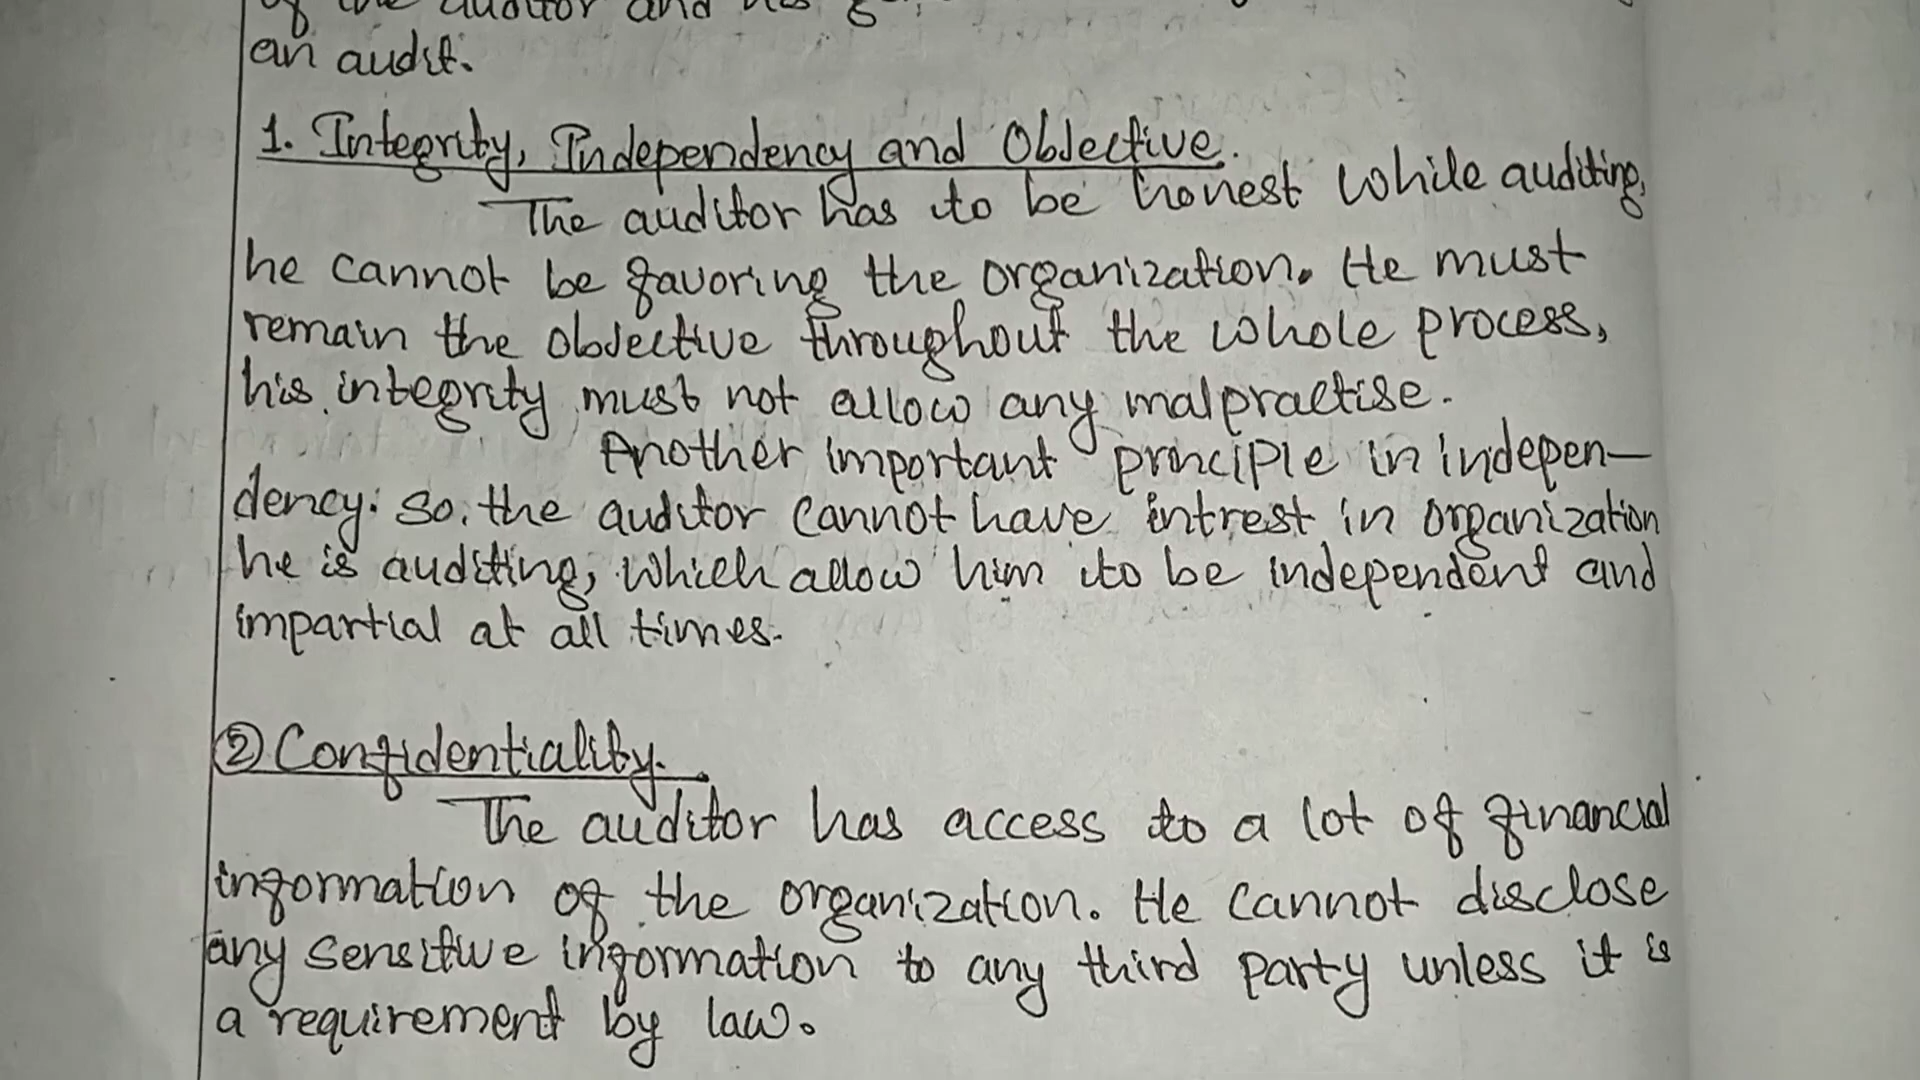 of the auditor and his
an audit.
1. Integrity, Independency and Objective.
The auditor has to be honest while auditing,
he cannot be favoring the organization. He must
remain the objective throughout the whole process,
his integrity must not allow any malpractise.
Another important principle in indepen-
dency. So, the auditor cannot have intrest in organization
he is auditing, which allow him to be independent and
impartial at all times.
② Confidentiality.
The auditor has access to a lot of financial
information of the organization. He cannot disclose
any sensitive information to any third party unless it is
a requirement by law.